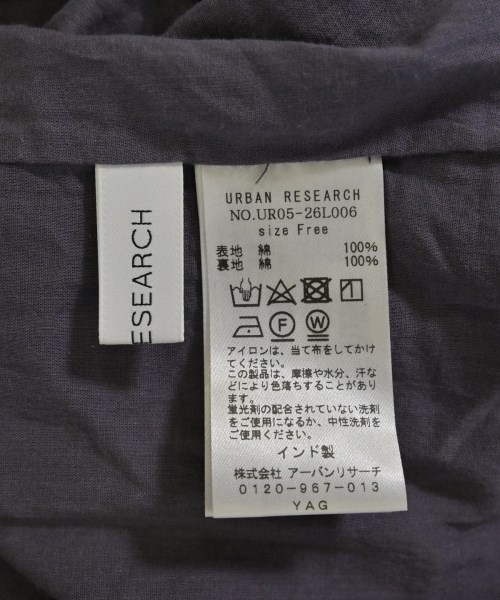 ESEARCH
URBAN RESEARCH
NO.UR05-26L006
size Free
表地 綿 100%
裏地 綿 100%
F W
アイロンは、当て布をしてかけ
てください。
この製品は、摩擦や水分、汗な
どにより色落ちすることがあり
ます。
蛍光剤の配合されていない洗剤
をご使用になるか、中性洗剤を
ご使用ください。
インド製
株式会社 アーバンリサーチ
0120-967-013
YAG